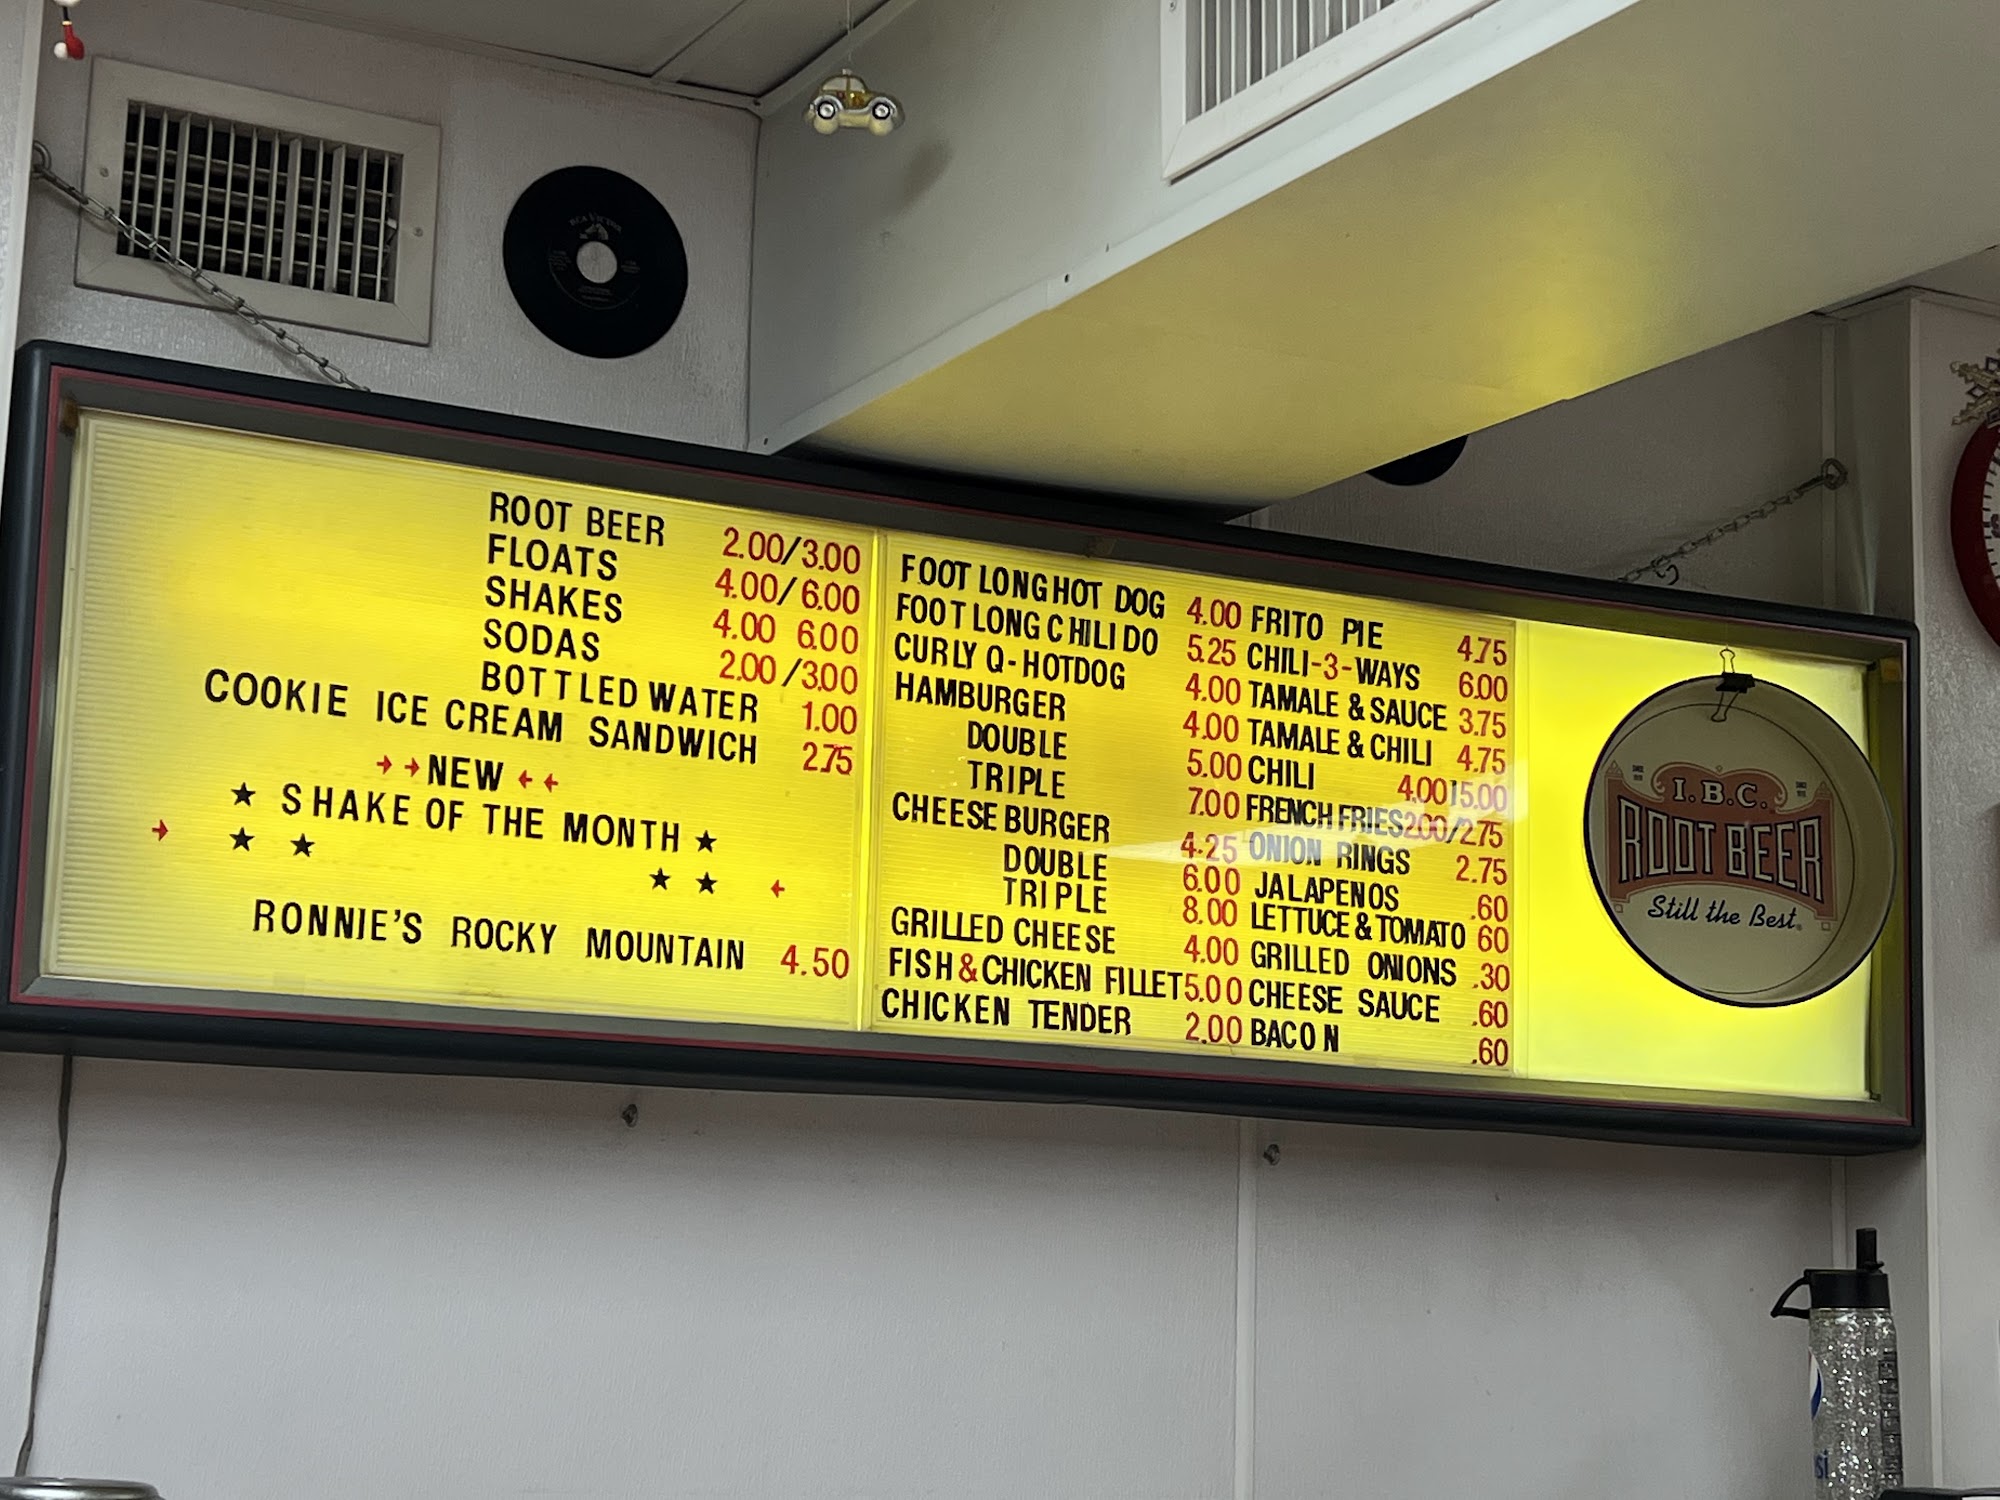 RCA VICTOR
ROOT BEER 2.00/3.00
FLOATS 4.00/6.00
SHAKES 4.00 6.00
SODAS 2.00/3.00
BOTTLED WATER 1.00
COOKIE ICE CREAM SANDWICH 2.75
→→NEW←←
★ SHAKE OF THE MONTH ★
→ ★ ★ ★ ★ ←
RONNIE'S ROCKY MOUNTAIN 4.50
FOOT LONG HOT DOG 4.00
FOOT LONG CHILI DO 5.25
CURLY Q-HOTDOG 4.00
HAMBURGER 4.00
DOUBLE 5.00
TRIPLE 7.00
CHEESE BURGER 4.25
DOUBLE 6.00
TRIPLE 8.00
GRILLED CHEESE 4.00
FISH & CHICKEN FILLET 5.00
CHICKEN TENDER 2.00
FRITO PIE 4.75
CHILI-3-WAYS 6.00
TAMALE & SAUCE 3.75
TAMALE & CHILI 4.75
CHILI 4.00 15.00
FRENCH FRIES 2.00/2.75
ONION RINGS 2.75
JALAPENOS .60
LETTUCE & TOMATO 60
GRILLED ONIONS .30
CHEESE SAUCE .60
BACON .60
I.B.C.
ROOT BEER
Still the Best.